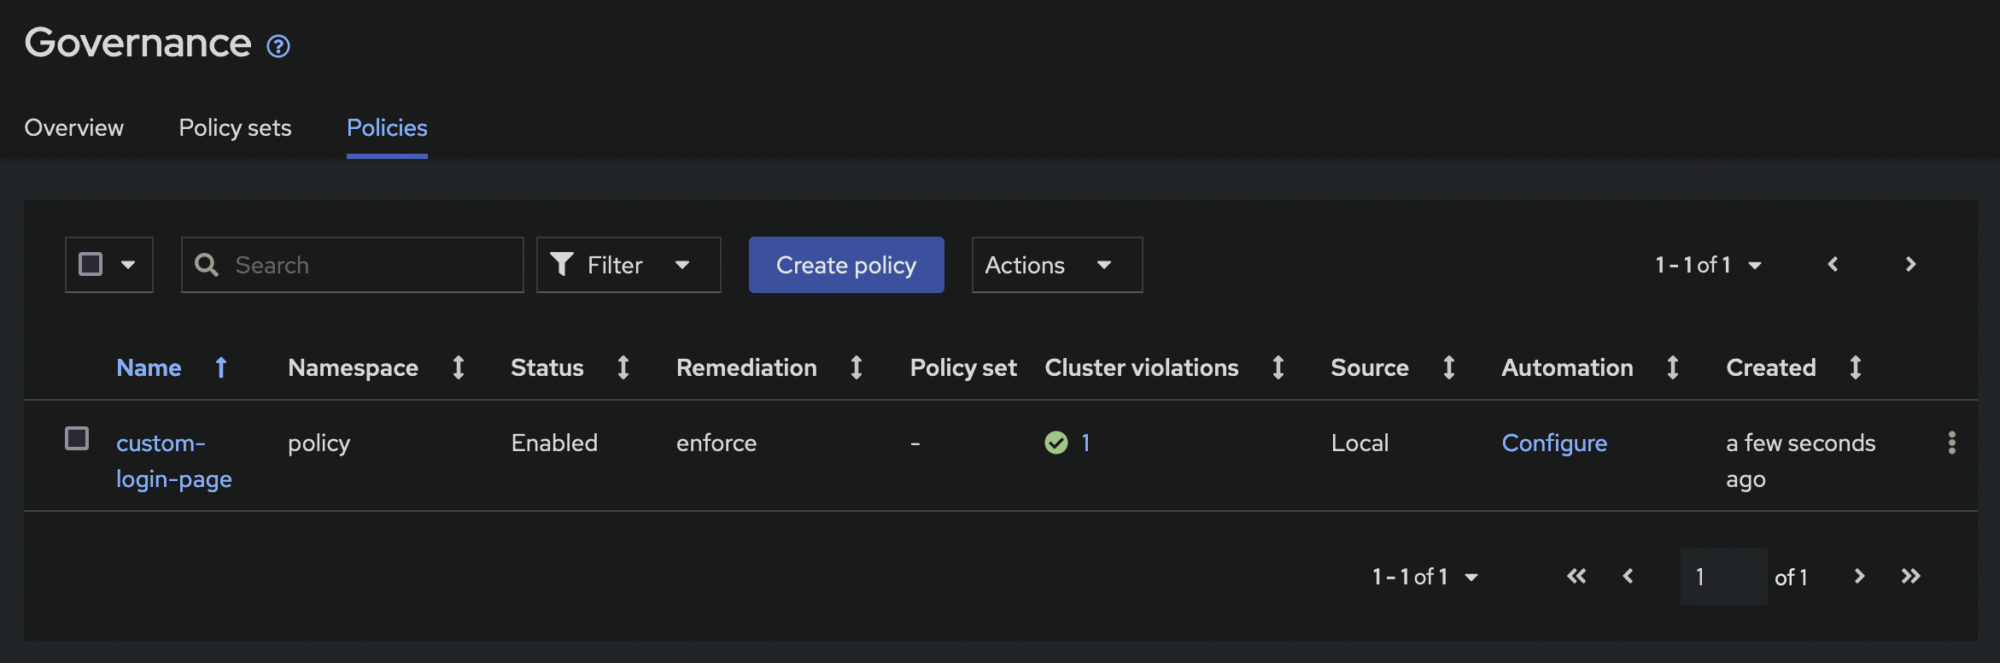 Governance
Overview Policy sets Policies
Search Filter Create policy Actions 1 - 1 of 1
Name Namespace Status Remediation Policy set Cluster violations Source Automation Created
custom- policy Enabled enforce - 1 Local Configure a few seconds
login-page ago
1 - 1 of 1 1 of 1